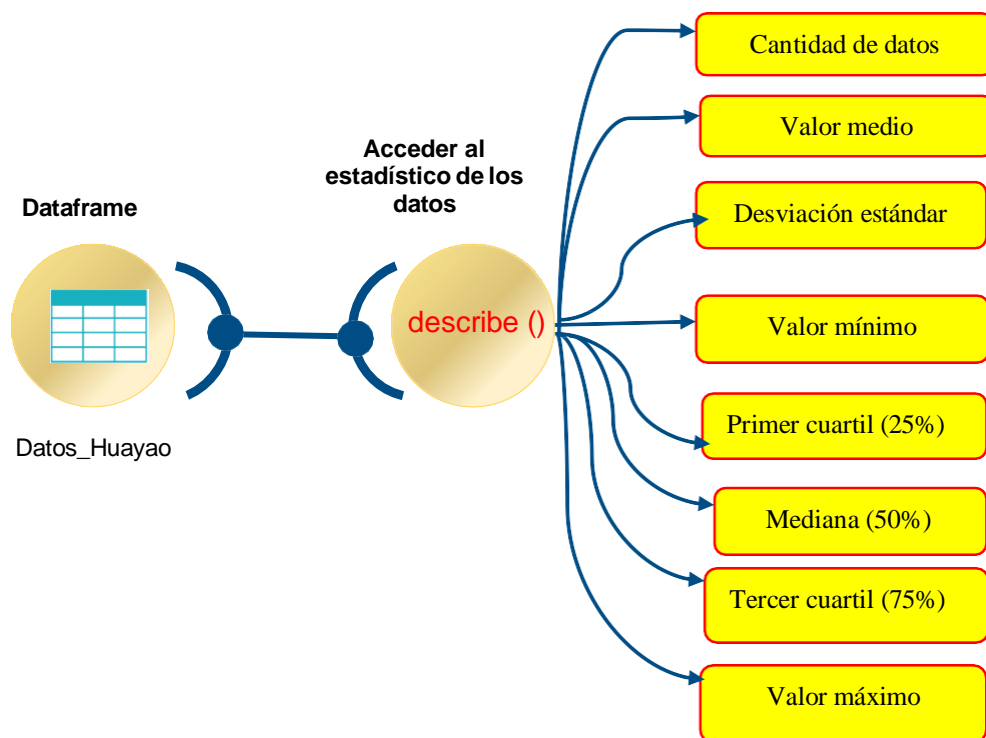 Dataframe
Datos_Huayao
Acceder al
estadístico de los
datos
describe ()
Cantidad de datos
Valor medio
Desviación estándar
Valor mínimo
Primer cuartil (25%)
Mediana (50%)
Tercer cuartil (75%)
Valor máximo